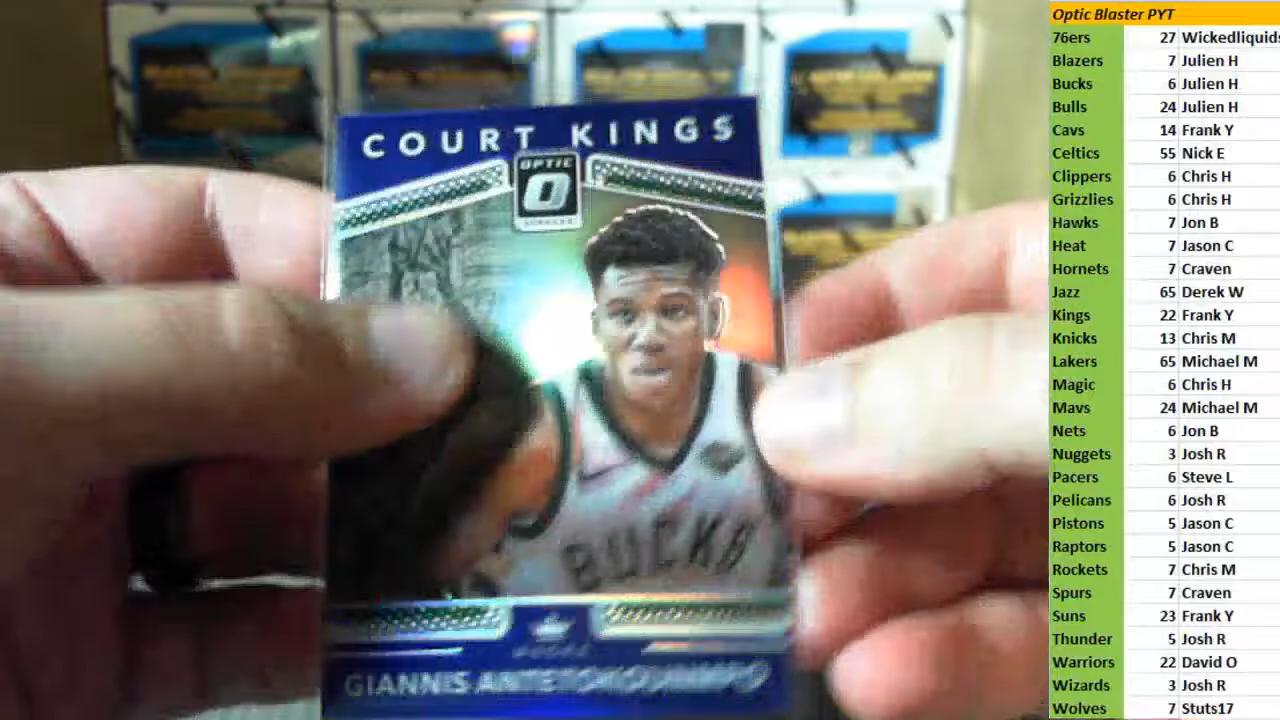 COURT KINGS
OPTIC
BUCKS
GIANNIS ANTETOKOUNMPO
Optic Blaster PYT
76ers 27 Wickedliquids
Blazers 7 Julien H
Bucks 6 Julien H
Bulls 24 Julien H
Cavs 14 Frank Y
Celtics 55 Nick E
Clippers 6 Chris H
Grizzlies 6 Chris H
Hawks 7 Jon B
Heat 7 Jason C
Hornets 7 Craven
Jazz 65 Derek W
Kings 22 Frank Y
Knicks 13 Chris M
Lakers 65 Michael M
Magic 6 Chris H
Mavs 24 Michael M
Nets 6 Jon B
Nuggets 3 Josh R
Pacers 6 Steve L
Pelicans 6 Josh R
Pistons 5 Jason C
Raptors 5 Jason C
Rockets 7 Chris M
Spurs 7 Craven
Suns 23 Frank Y
Thunder 5 Josh R
Warriors 22 David O
Wizards 3 Josh R
Wolves 7 Stuts17